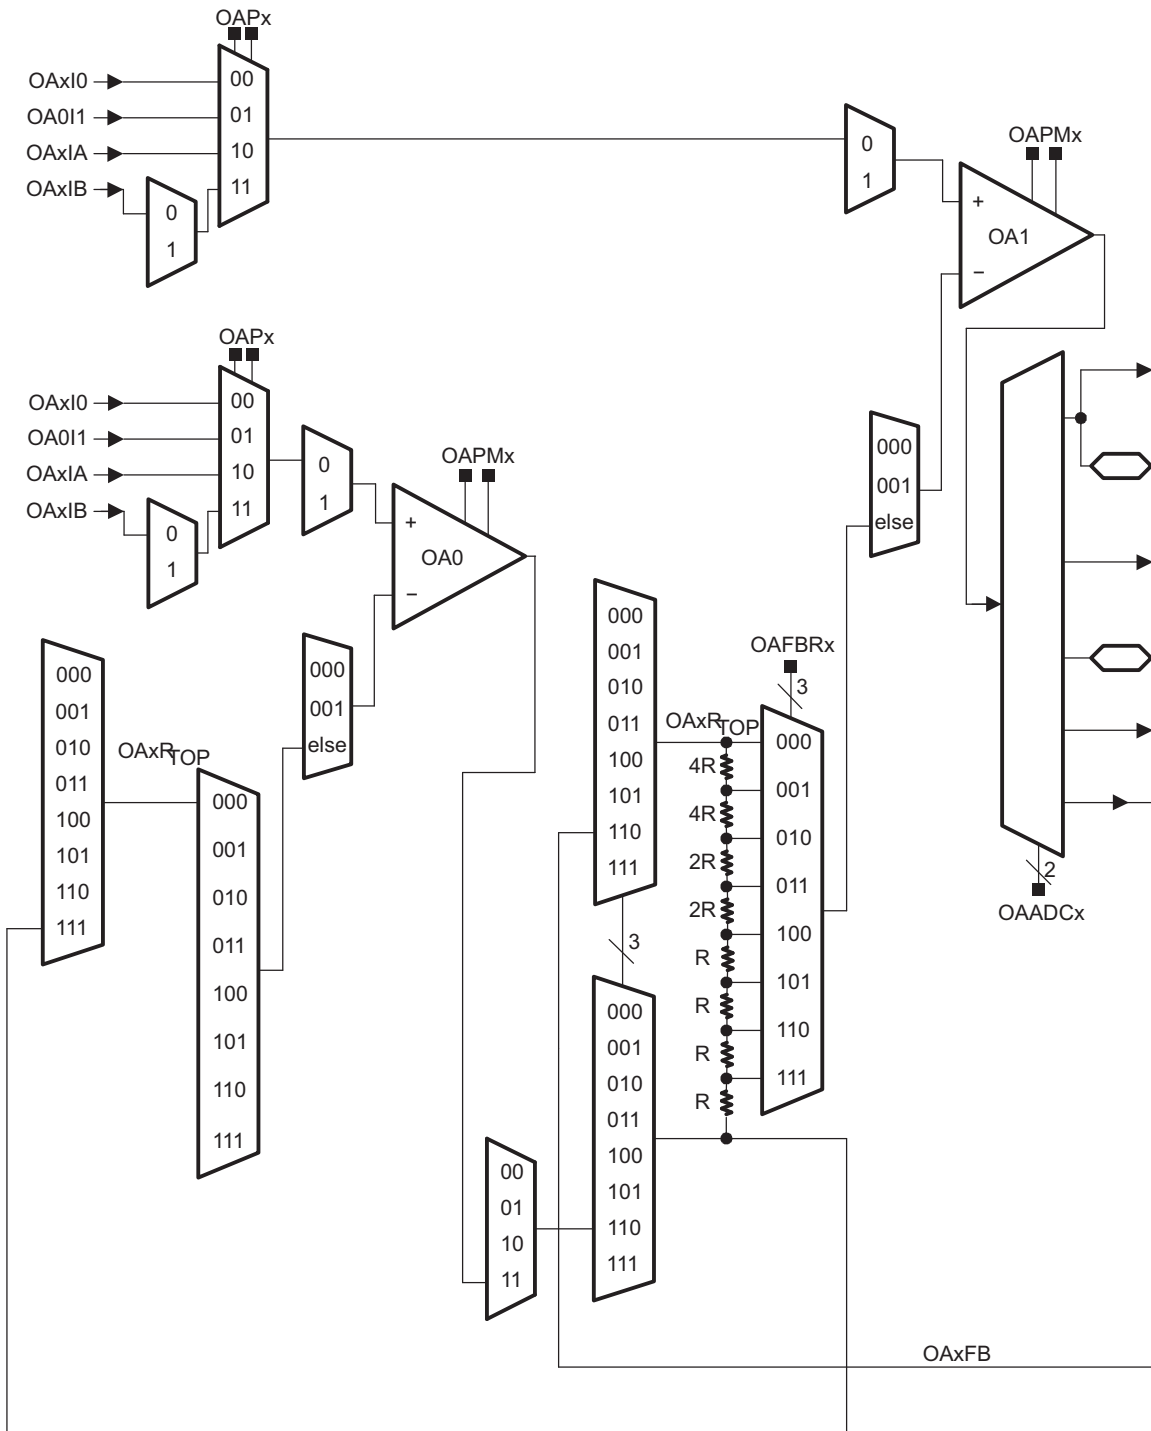 OAPx
OAxI0
OA0I1
OAxIA
OAxIB
00
01
10
11
0
1
0
1
OAPMx
+
OA1
−
OAPx
OAxI0
OA0I1
OAxIA
OAxIB
00
01
10
11
0
1
0
1
OAPMx
+
OA0
−
000
001
else
000
001
else
000
001
010
011
100
101
110
111
OAxRTOP
000
001
010
011
100
101
110
111
000
001
010
011
100
101
110
111
3
OAxRTOP
4R
4R
2R
2R
R
R
R
R
OAFBRx
3
000
001
010
011
100
101
110
111
2
OAADCx
000
001
010
011
100
101
110
111
00
01
10
11
OAxFB